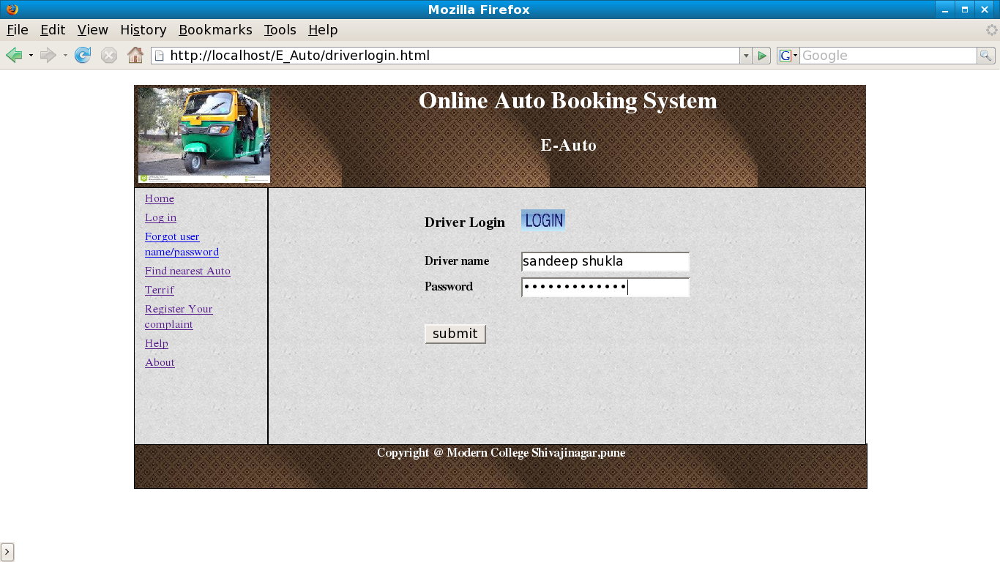 Mozilla Firefox
File Edit View History Bookmarks Tools Help
http://localhost/E_Auto/driverlogin.html
G Google
Online Auto Booking System
E-Auto
Home
Log in
Forgot user
name/password
Find nearest Auto
Terrif
Register Your
complaint
Help
About
Driver Login LOGIN
Driver name sandeep shukla
Password •••••••••••••
submit
Copyright @ Modern College Shivajinagar,pune